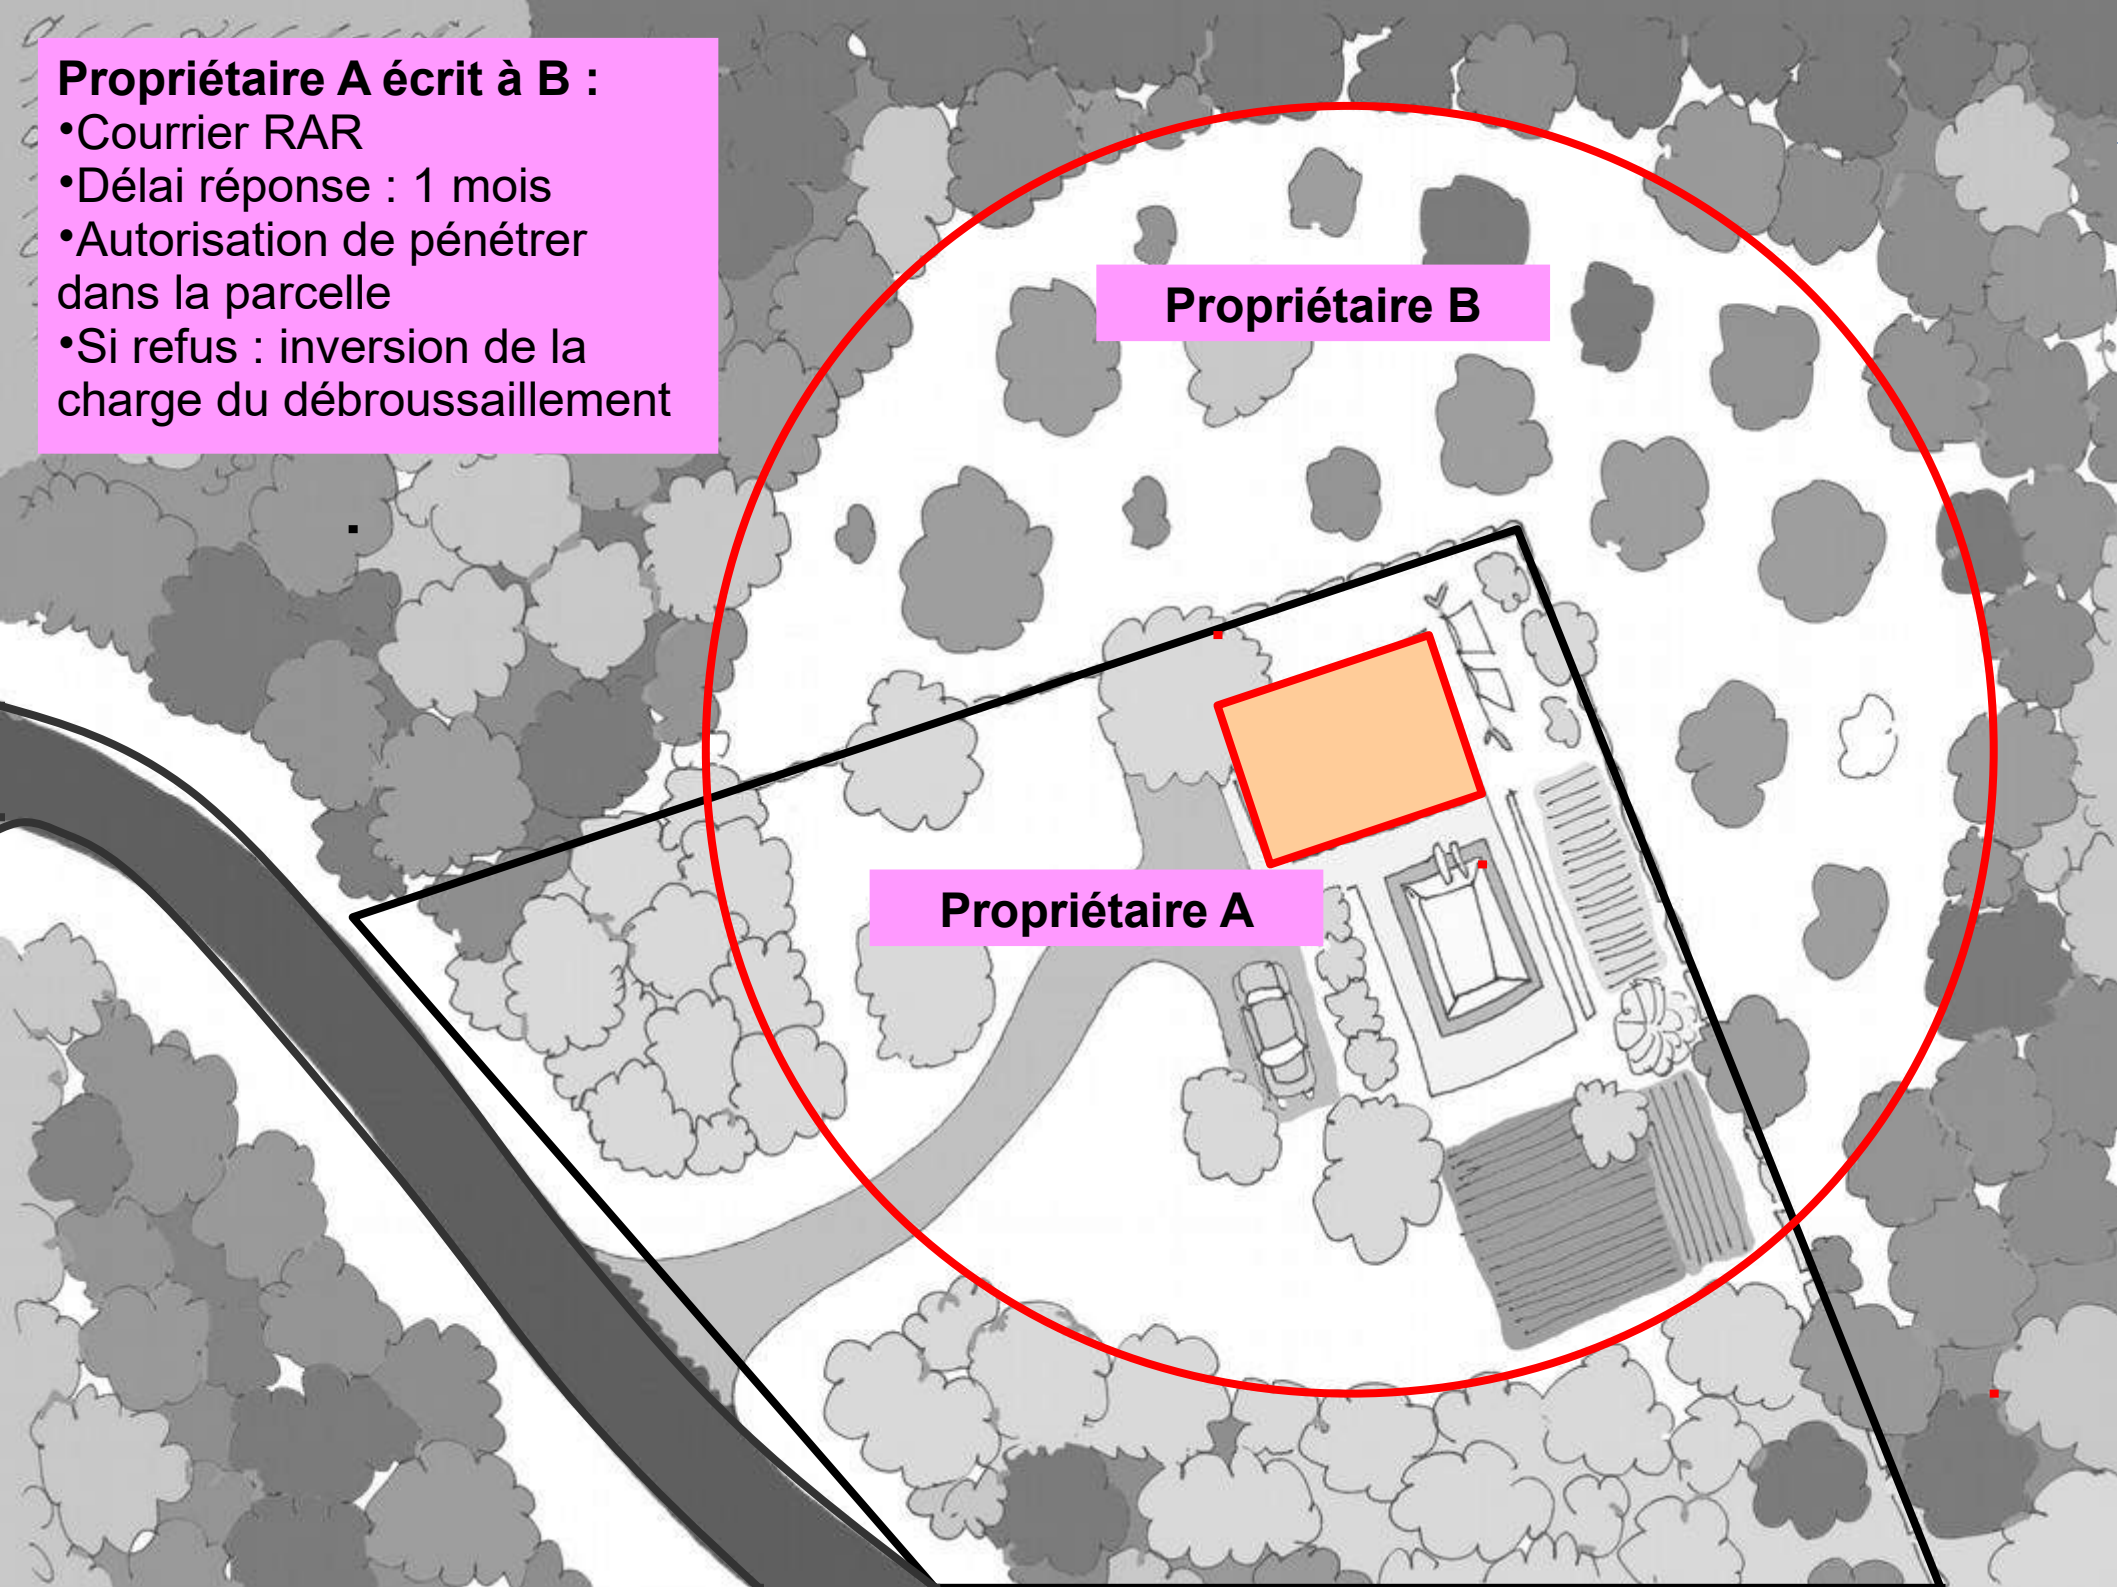 Propriétaire A écrit à B :
•Courrier RAR
•Délai réponse : 1 mois
•Autorisation de pénétrer
dans la parcelle
•Si refus : inversion de la
charge du débroussaillement
Propriétaire B
Propriétaire A